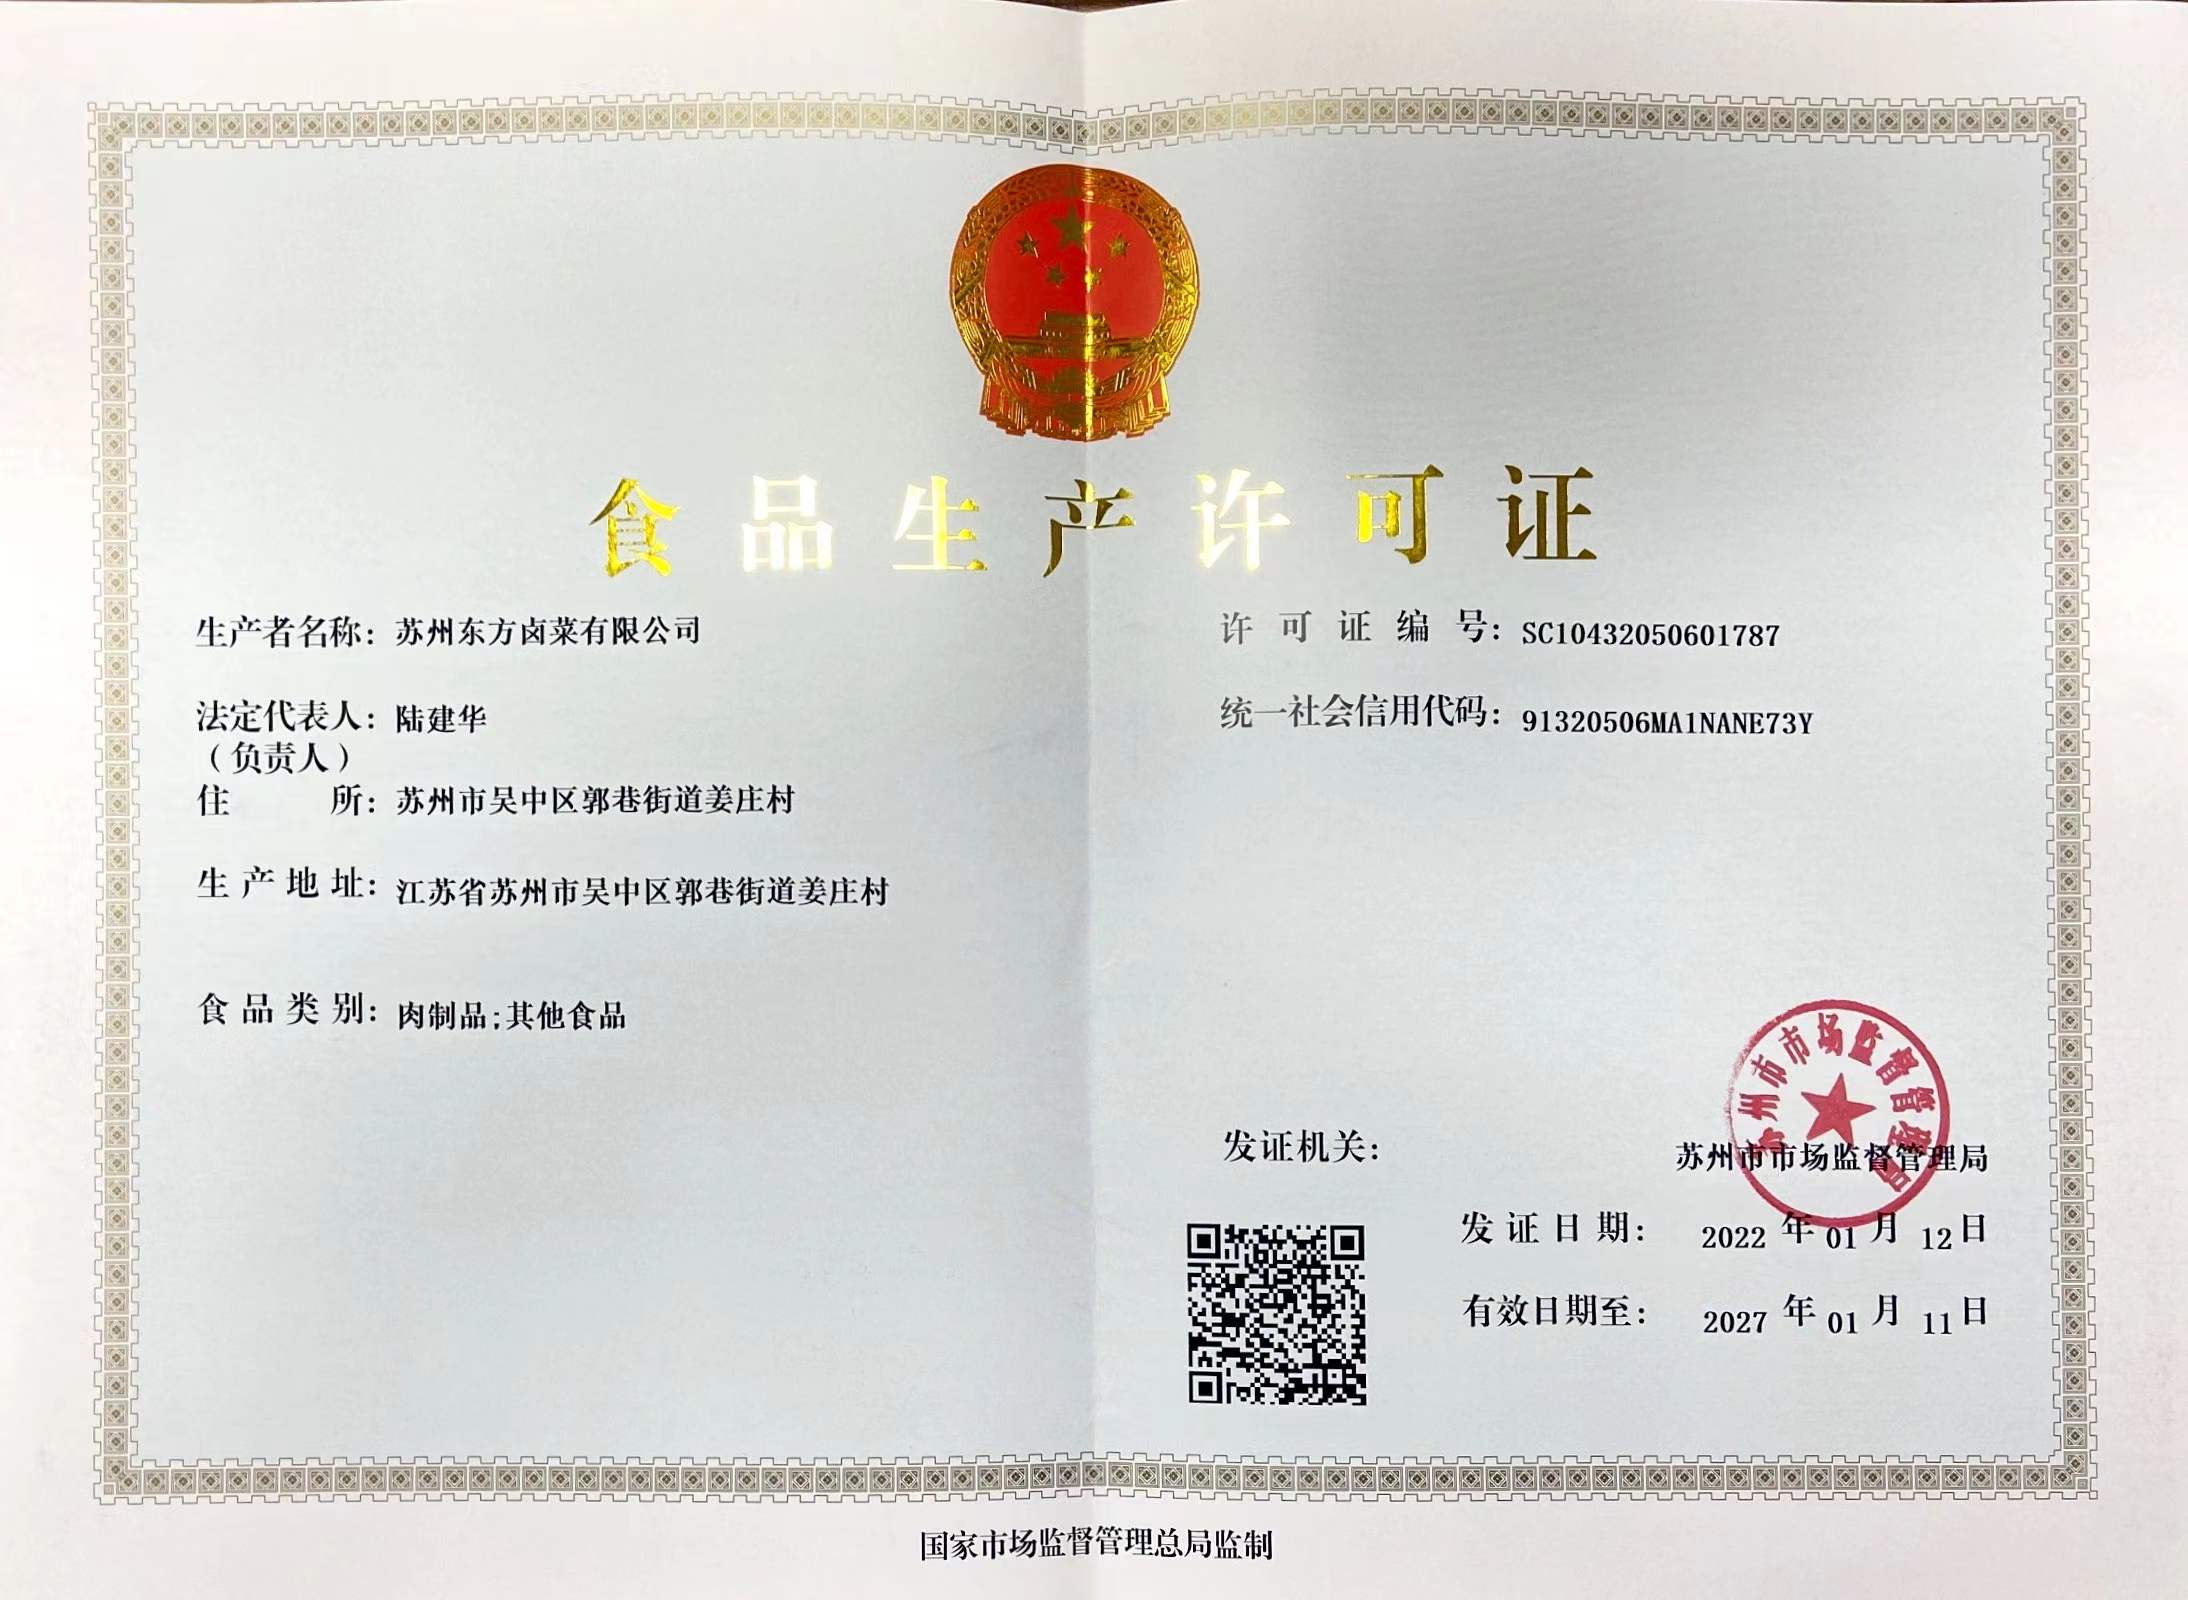 食品生产许可证
生产者名称：苏州东方卤菜有限公司
法定代表人：陆建华
（负责人）
住所：苏州市吴中区郭巷街道姜庄村
生产地址：江苏省苏州市吴中区郭巷街道姜庄村
食品类别：肉制品;其他食品
许可证编号：SC10432050601787
统一社会信用代码：91320506MA1NANE73Y
发证机关：
苏州市市场监督管理局
苏州市市场监督管理局
发证日期：2022年01月12日
有效日期至：2027年01月11日
国家市场监督管理总局监制